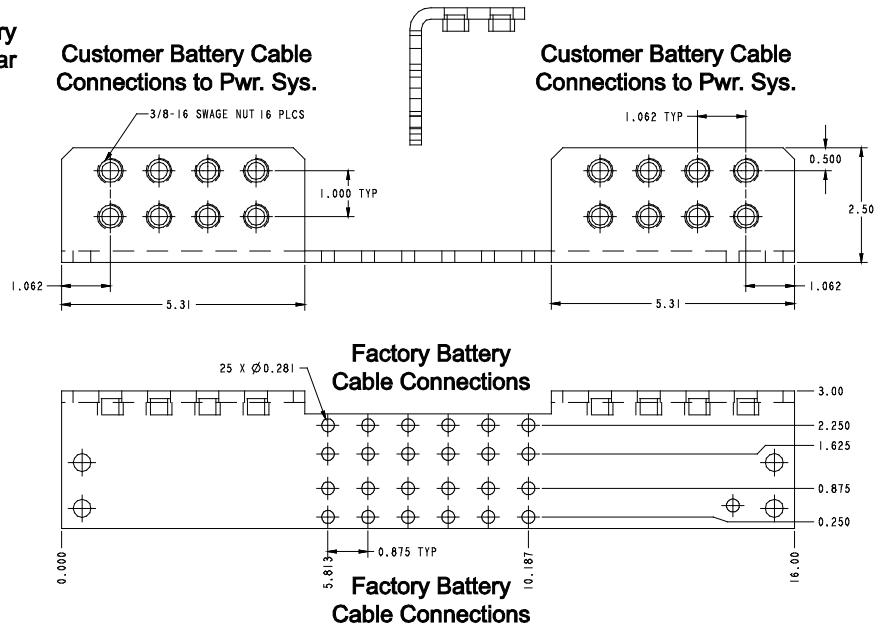 ry
ar
Customer Battery Cable
Connections to Pwr. Sys.
Customer Battery Cable
Connections to Pwr. Sys.
3/8-16 SWAGE NUT 16 PLCS
1.062 TYP
0.500
1.000 TYP
2.50
1.062
5.31
5.31
1.062
Factory Battery
Cable Connections
25 X Ø0.281
3.00
2.250
1.625
0.875
0.250
0.875 TYP
0.000
5.813
10.187
16.00
Factory Battery
Cable Connections